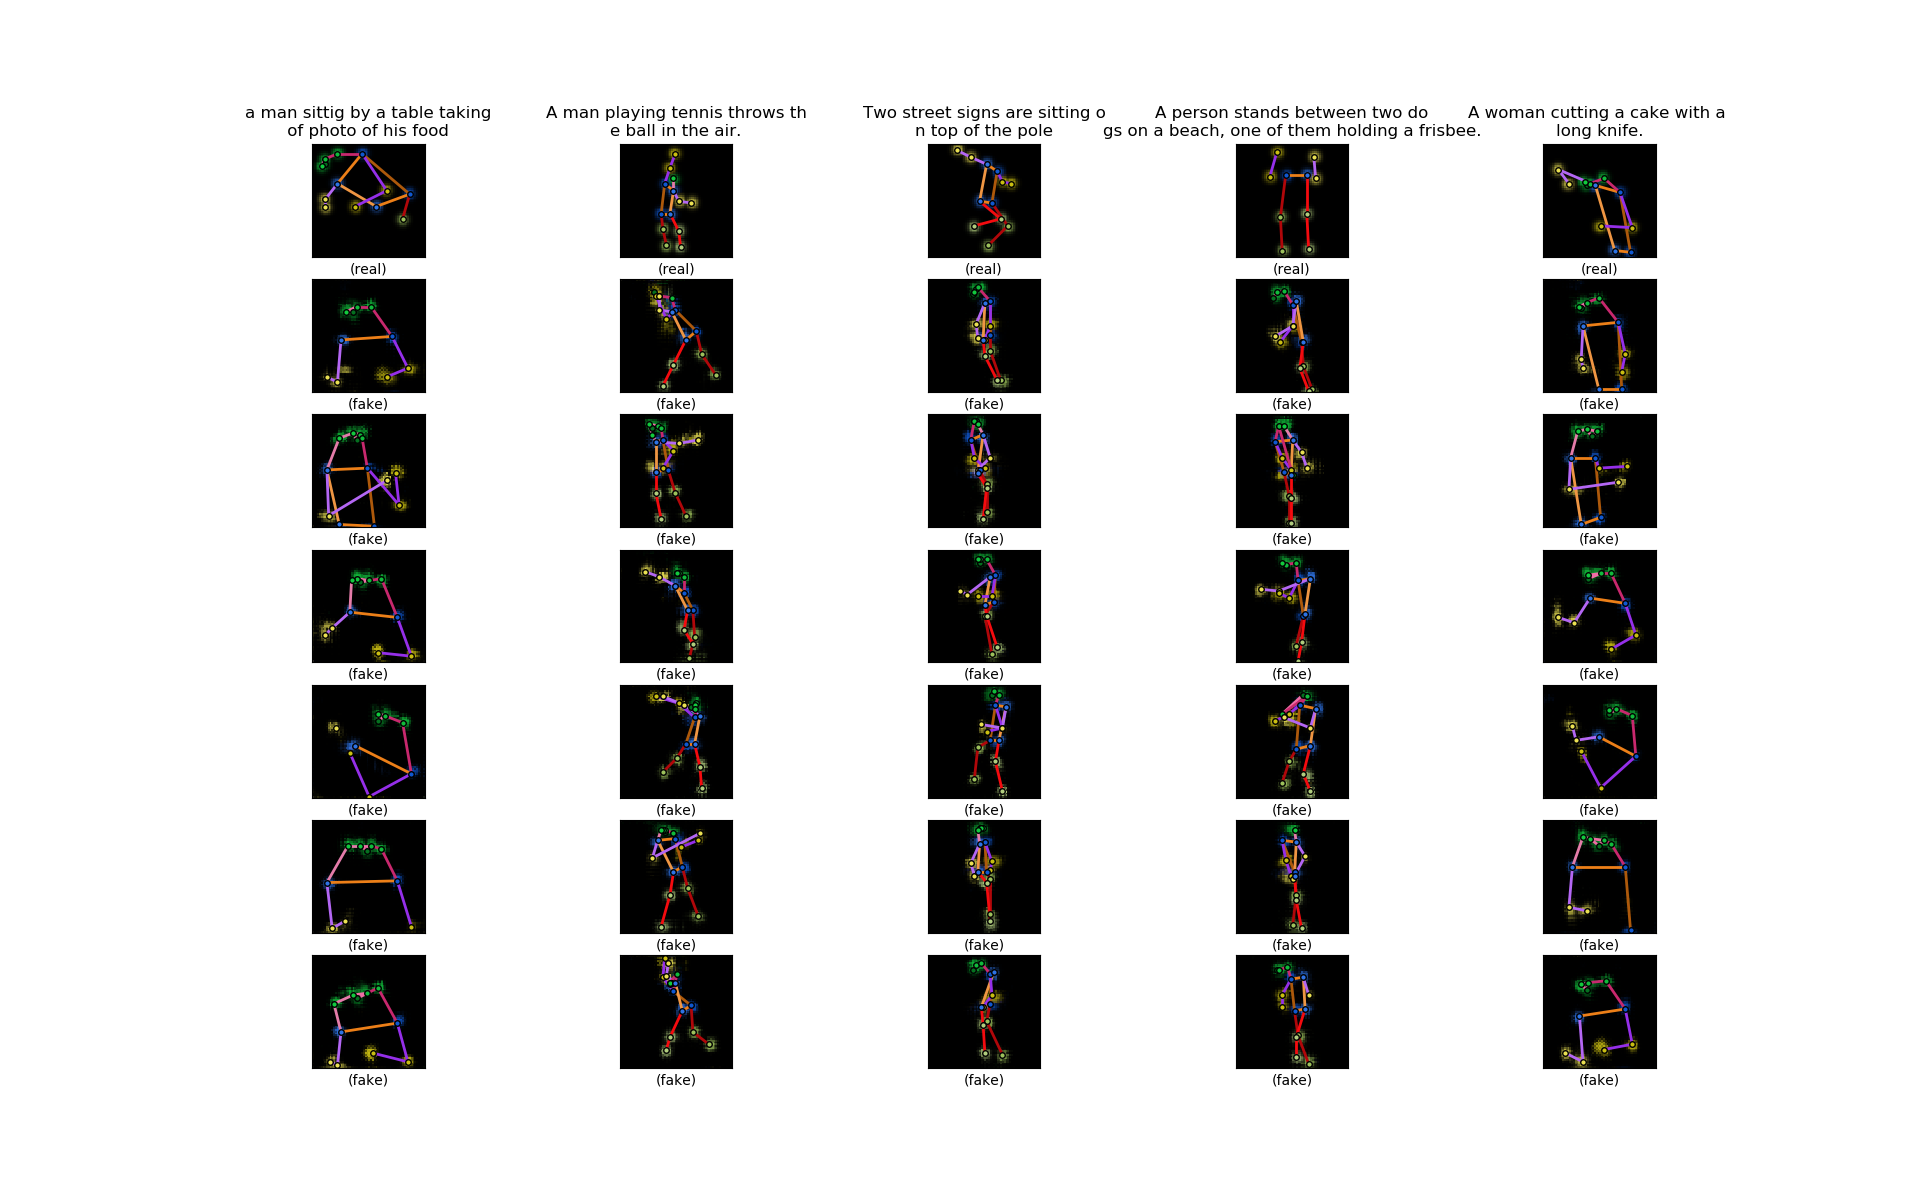 a man sittig by a table taking
of photo of his food
A man playing tennis throws th
e ball in the air.
Two street signs are sitting o
n top of the pole
A person stands between two do
gs on a beach, one of them holding a frisbee.
A woman cutting a cake with a
long knife.
(real) (real) (real) (real) (real)
(fake) (fake) (fake) (fake) (fake)
(fake) (fake) (fake) (fake) (fake)
(fake) (fake) (fake) (fake) (fake)
(fake) (fake) (fake) (fake) (fake)
(fake) (fake) (fake) (fake) (fake)
(fake) (fake) (fake) (fake) (fake)